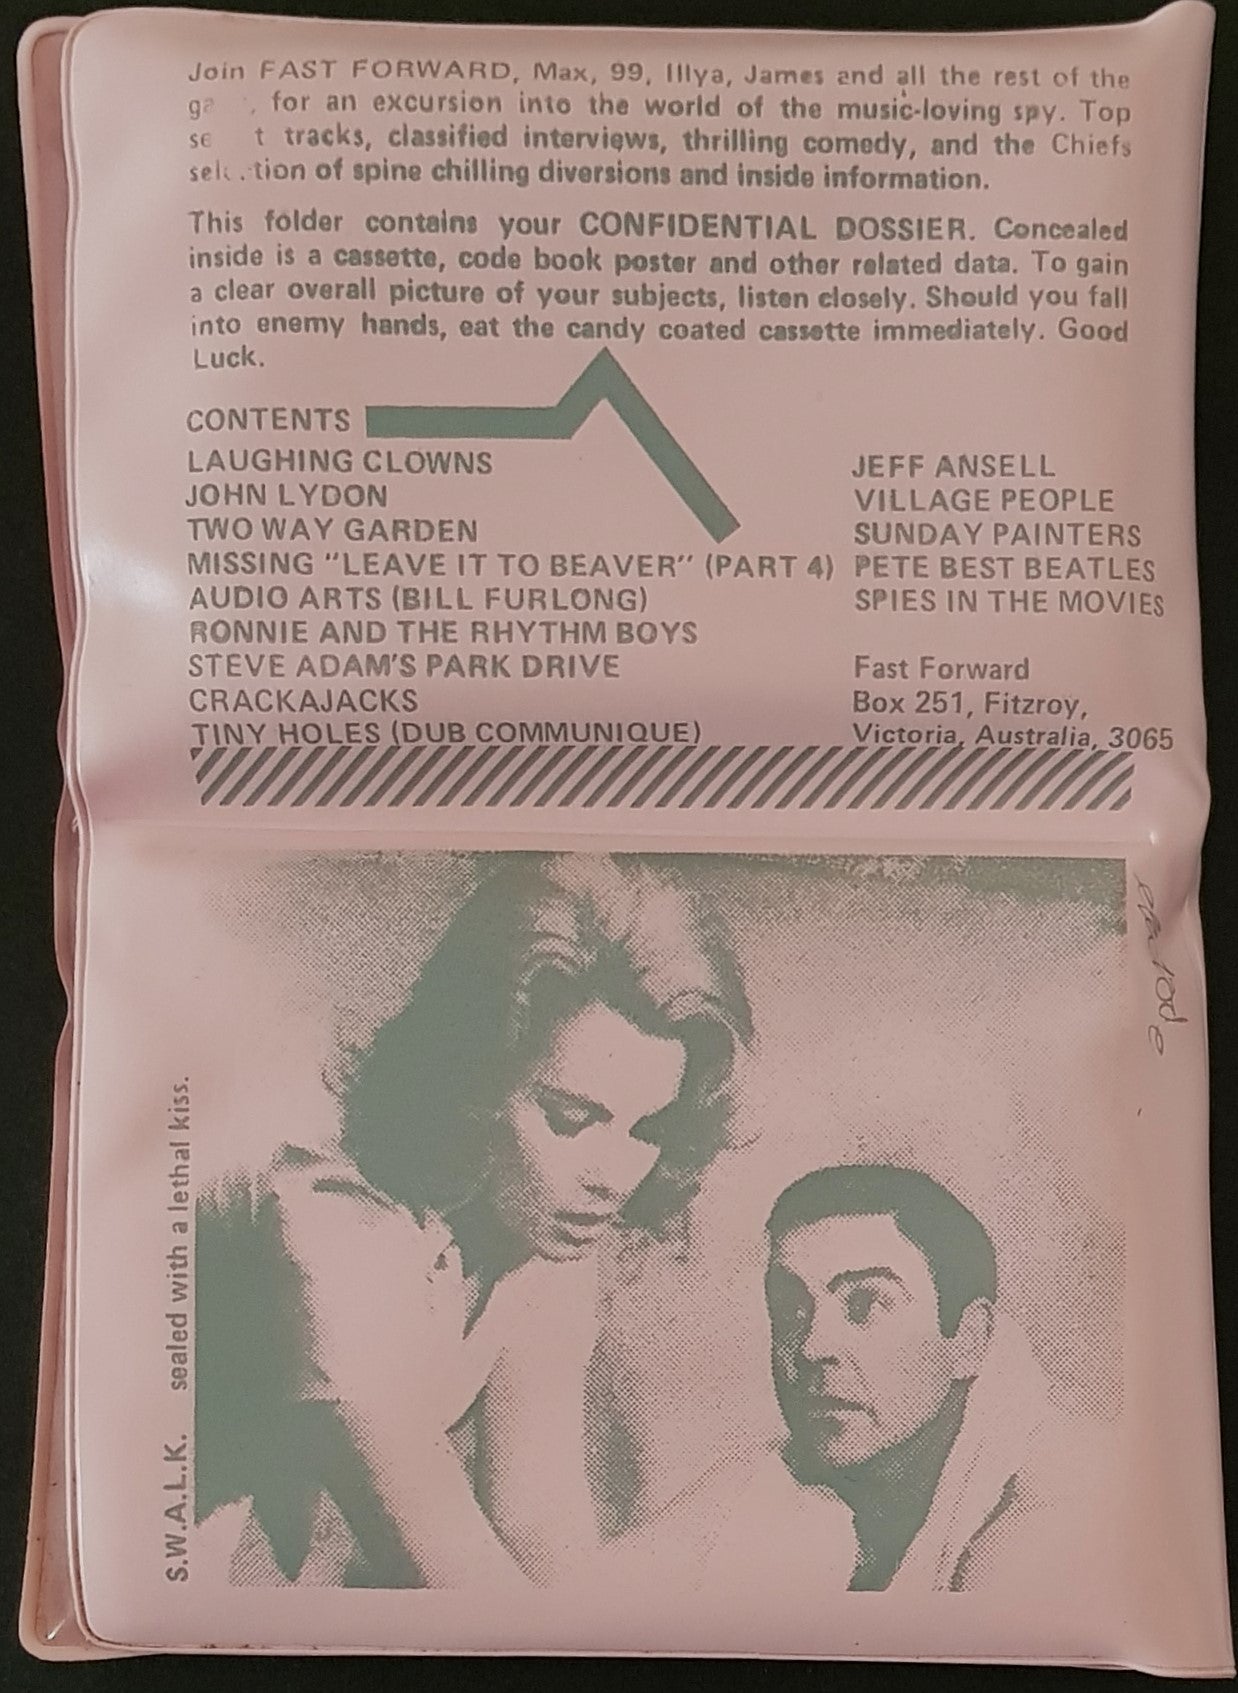 Join FAST FORWARD, Max, 99, Illya, James and all the rest of the
for an excursion into the world of the music-loving spy. Top
tracks, classified interviews, thrilling comedy, and the Chiefs
of spine chilling diversions and inside information.
This folder contains your CONFIDENTIAL DOSSIER. Concealed
inside is a cassette, code book poster and other related data. To gain
a clear overall picture of your subjects, listen closely. Should you fall
into enemy hands, eat the candy coated cassette immediately. Good
Luck.
CONTENTS
LAUGHING CLOWNS
JOHN LYDON
TWO WAY GARDEN
MISSING "LEAVE IT TO BEAVER" (PART 4)
AUDIO ARTS (BILL FURLONG)
RONNIE AND THE RHYTHM BOYS
STEVE ADAM'S PARK DRIVE
CRACKAJACKS
TINY HOLES (DUB COMMUNIQUE)
JEFF ANSELL
VILLAGE PEOPLE
SUNDAY PAINTERS
PETE BEST BEATLES
SPIES IN THE MOVIES
Fast Forward
Box 251, Fitzroy,
Victoria, Australia, 3065
S.W.A.L.K. sealed with a lethal kiss.